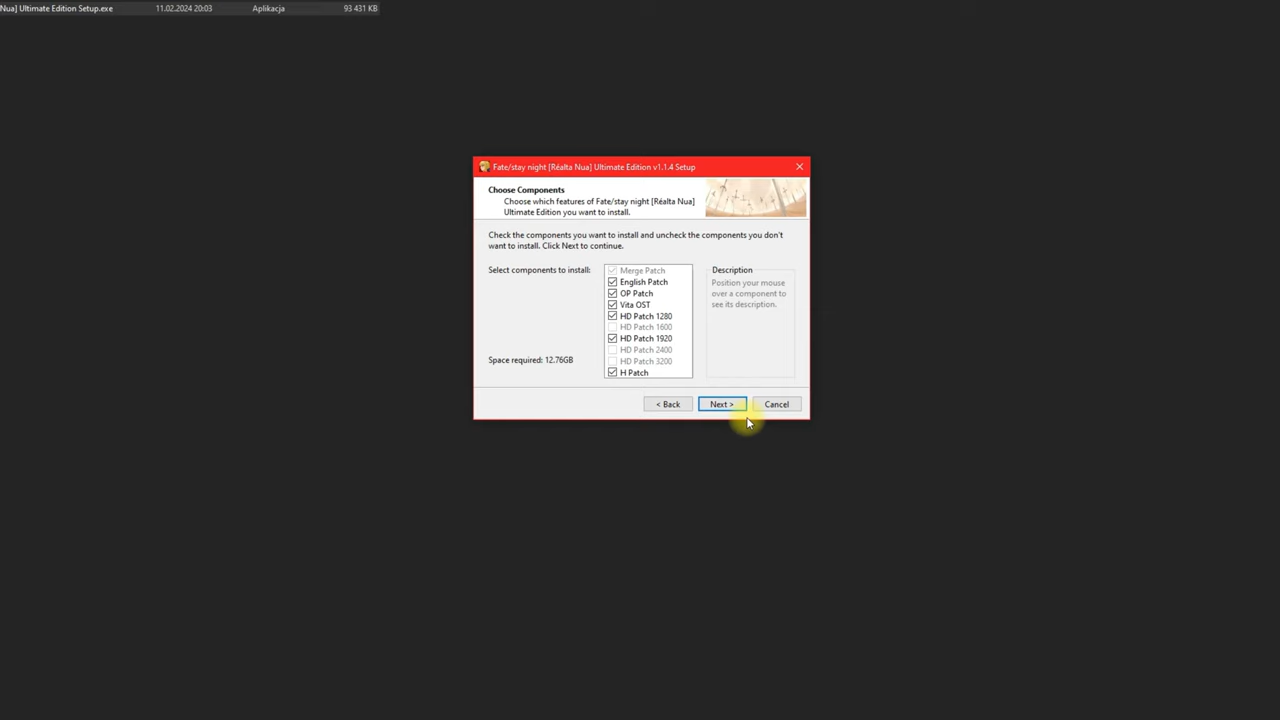 Nua] Ultimate Edition Setup.exe 11.02.2024 20:03 Aplikacja 93 431 KB
Fate/stay night [Réalta Nua] Ultimate Edition v1.1.4 Setup
Choose Components
Choose which features of Fate/stay night [Réalta Nua]
Ultimate Edition you want to install.
Check the components you want to install and uncheck the components you don't
want to install. Click Next to continue.
Select components to install:
Merge Patch
English Patch
OP Patch
Vita OST
HD Patch 1280
HD Patch 1600
HD Patch 1920
HD Patch 2400
HD Patch 3200
H Patch
Description
Position your mouse
over a component to
see its description.
Space required: 12.76GB
< Back Next > Cancel